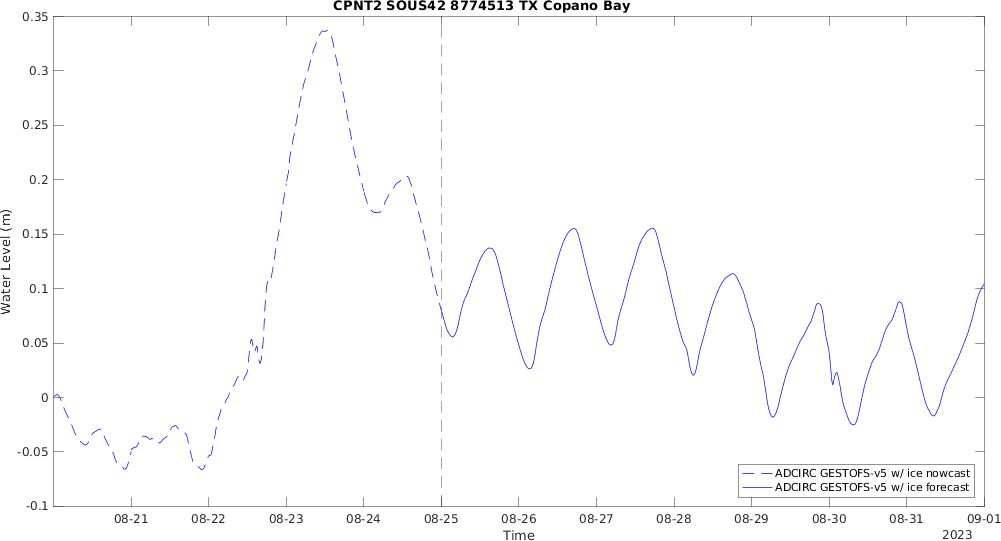 CPNT2 SOUS42 8774513 TX Copano Bay
0.35
0.3
0.25
0.2
0.15
0.1
0.05
0
-0.05
-0.1
Water Level (m)
ADCIRC GESTOFS-v5 w/ ice nowcast
ADCIRC GESTOFS-v5 w/ ice forecast
08-21 08-22 08-23 08-24 08-25 08-26 08-27 08-28 08-29 08-30 08-31 09-01
Time
2023